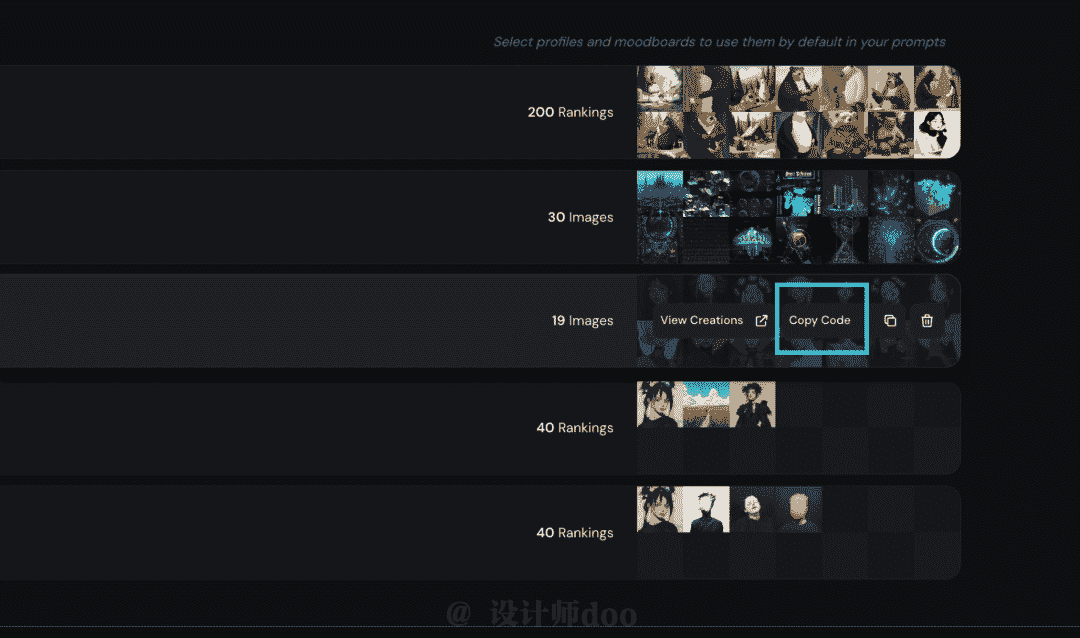 Select profiles and moodboards to use them by default in your prompts
200 Rankings
30 Images
19 Images
View Creations
Copy Code
40 Rankings
40 Rankings
@ 设计师doo